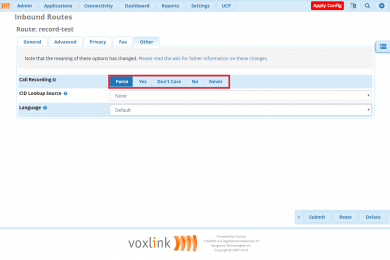 Admin Applications Connectivity Dashboard Reports Settings UCP Apply Config
Inbound Routes
Route: record-test
General Advanced Privacy Fax Other
Note that the meaning of these options has changed. Please read the wiki for futher information on these changes.
Call Recording
Force Yes Don't Care No Never
CID Lookup Source
None
Language
Default
Submit Reset Delete
voxlink
Powered by Voxlink
FreePBX is a registered trademark of
Sangoma Technologies Inc.